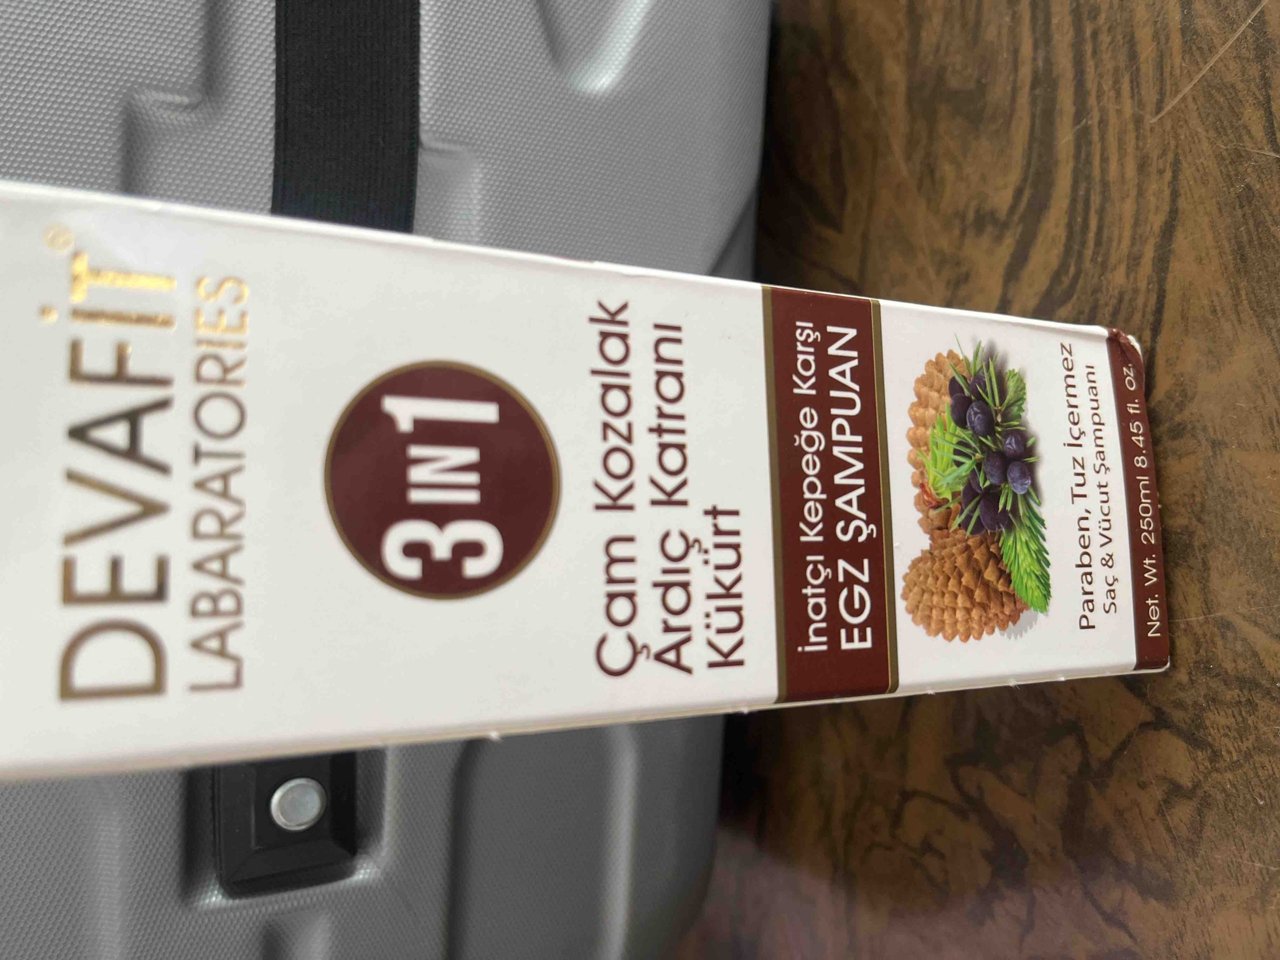 DEVAFİT®
LABARATORIES
3 IN 1
Çam Kozalak
Ardıç Katranı
Kükürt
İnatçı Kepeğe Karşı
EGZ ŞAMPUAN
Paraben, Tuz İçermez
Saç & Vücut Şampuanı
Net. Wt. 250ml 8.45 fl. oz.